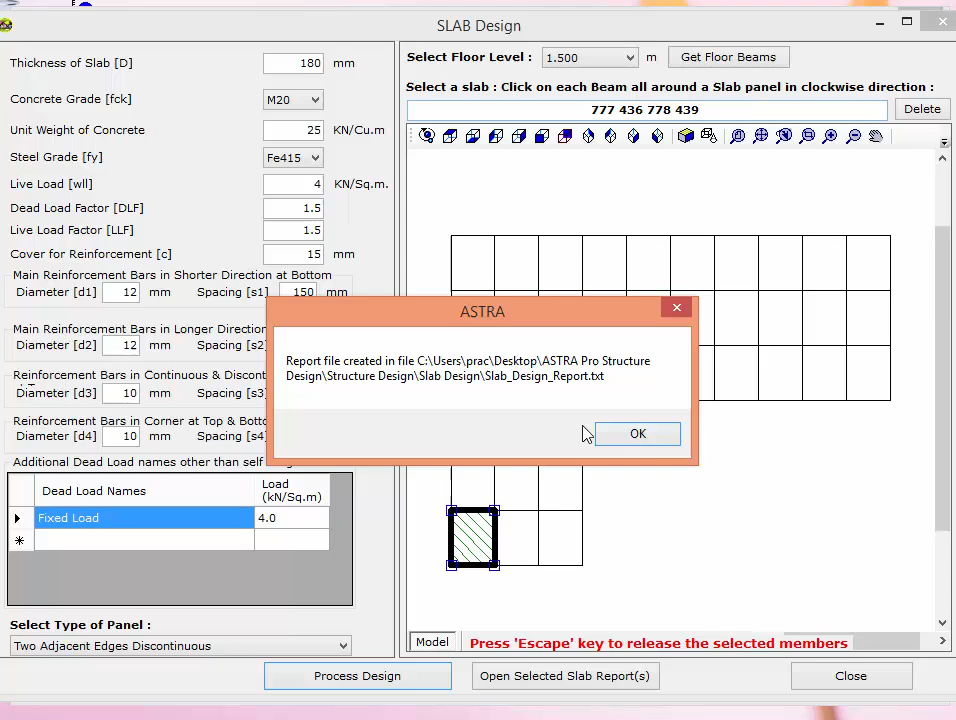 SLAB Design
Thickness of Slab [D] 180 mm
Concrete Grade [fck] M20
Unit Weight of Concrete 25 KN/Cu.m
Steel Grade [fy] Fe415
Live Load [wll] 4 KN/Sq.m.
Dead Load Factor [DLF] 1.5
Live Load Factor [LLF] 1.5
Cover for Reinforcement [c] 15 mm
Main Reinforcement Bars in Shorter Direction at Bottom
Diameter [d1] 12 mm Spacing [s1] 150 mm
Main Reinforcement Bars in Longer Direction
Diameter [d2] 12 mm Spacing [s2]
Reinforcement Bars in Continuous & Discont
Diameter [d3] 10 mm Spacing [s3]
Reinforcement Bars in Corner at Top & Bottom
Diameter [d4] 10 mm Spacing [s4]
Additional Dead Load names other than self
Dead Load Names Load (kN/Sq.m)
Fixed Load 4.0
Select Type of Panel :
Two Adjacent Edges Discontinuous
Select Floor Level : 1.500 m Get Floor Beams
Select a slab : Click on each Beam all around a Slab panel in clockwise direction :
777 436 778 439 Delete
ASTRA
Report file created in file C:\Users\prac\Desktop\ASTRA Pro Structure
Design\Structure Design\Slab Design\Slab_Design_Report.txt
OK
Model Press 'Escape' key to release the selected members
Process Design Open Selected Slab Report(s) Close